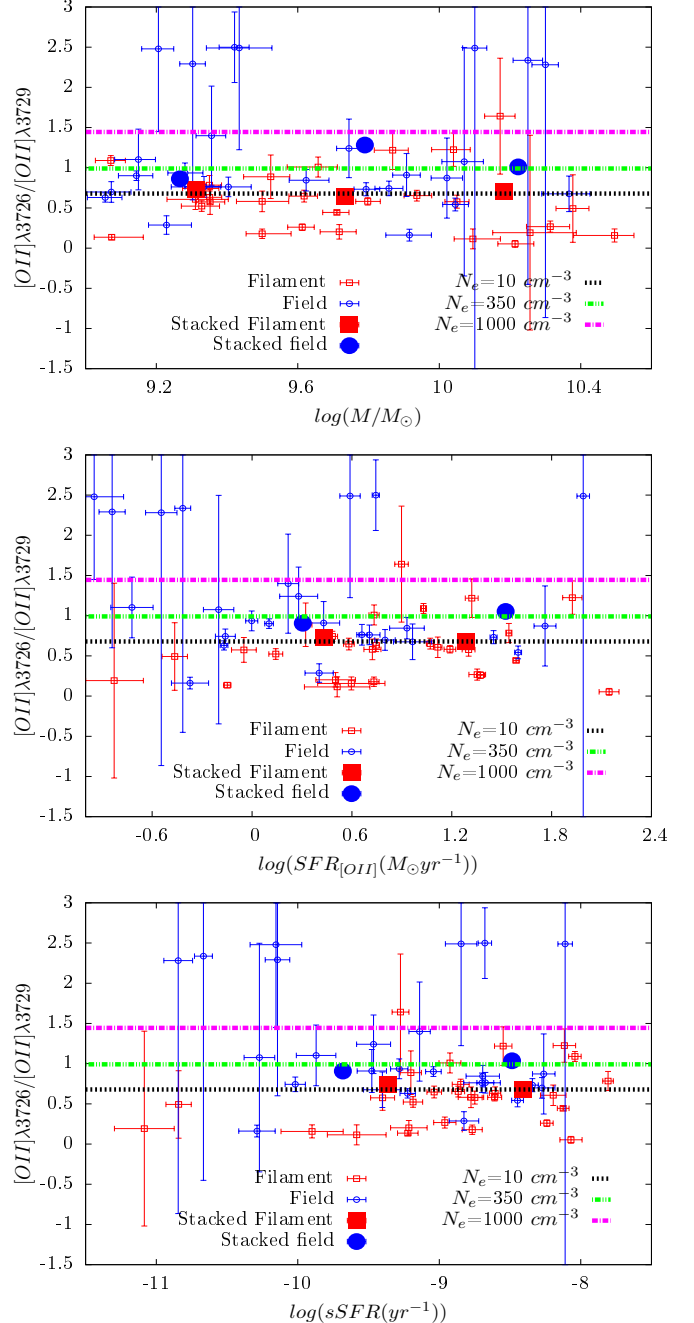 3
2.5
2
1.5
1
0.5
0
-0.5
-1
-1.5
[OII]λ3726/[OII]λ3729
Filament
Field
Stacked Filament
Stacked field
N_e=10 cm^{-3}
N_e=350 cm^{-3}
N_e=1000 cm^{-3}
9.2 9.6 10 10.4
log(M/M_⊙)
3
2.5
2
1.5
1
0.5
0
-0.5
-1
-1.5
[OII]λ3726/[OII]λ3729
Filament
Field
Stacked Filament
Stacked field
N_e=10 cm^{-3}
N_e=350 cm^{-3}
N_e=1000 cm^{-3}
-0.6 0 0.6 1.2 1.8 2.4
log(SFR_{[OII]}(M_⊙yr^{-1}))
3
2.5
2
1.5
1
0.5
0
-0.5
-1
-1.5
[OII]λ3726/[OII]λ3729
Filament
Field
Stacked Filament
Stacked field
N_e=10 cm^{-3}
N_e=350 cm^{-3}
N_e=1000 cm^{-3}
-11 -10 -9 -8
log(sSFR(yr^{-1}))